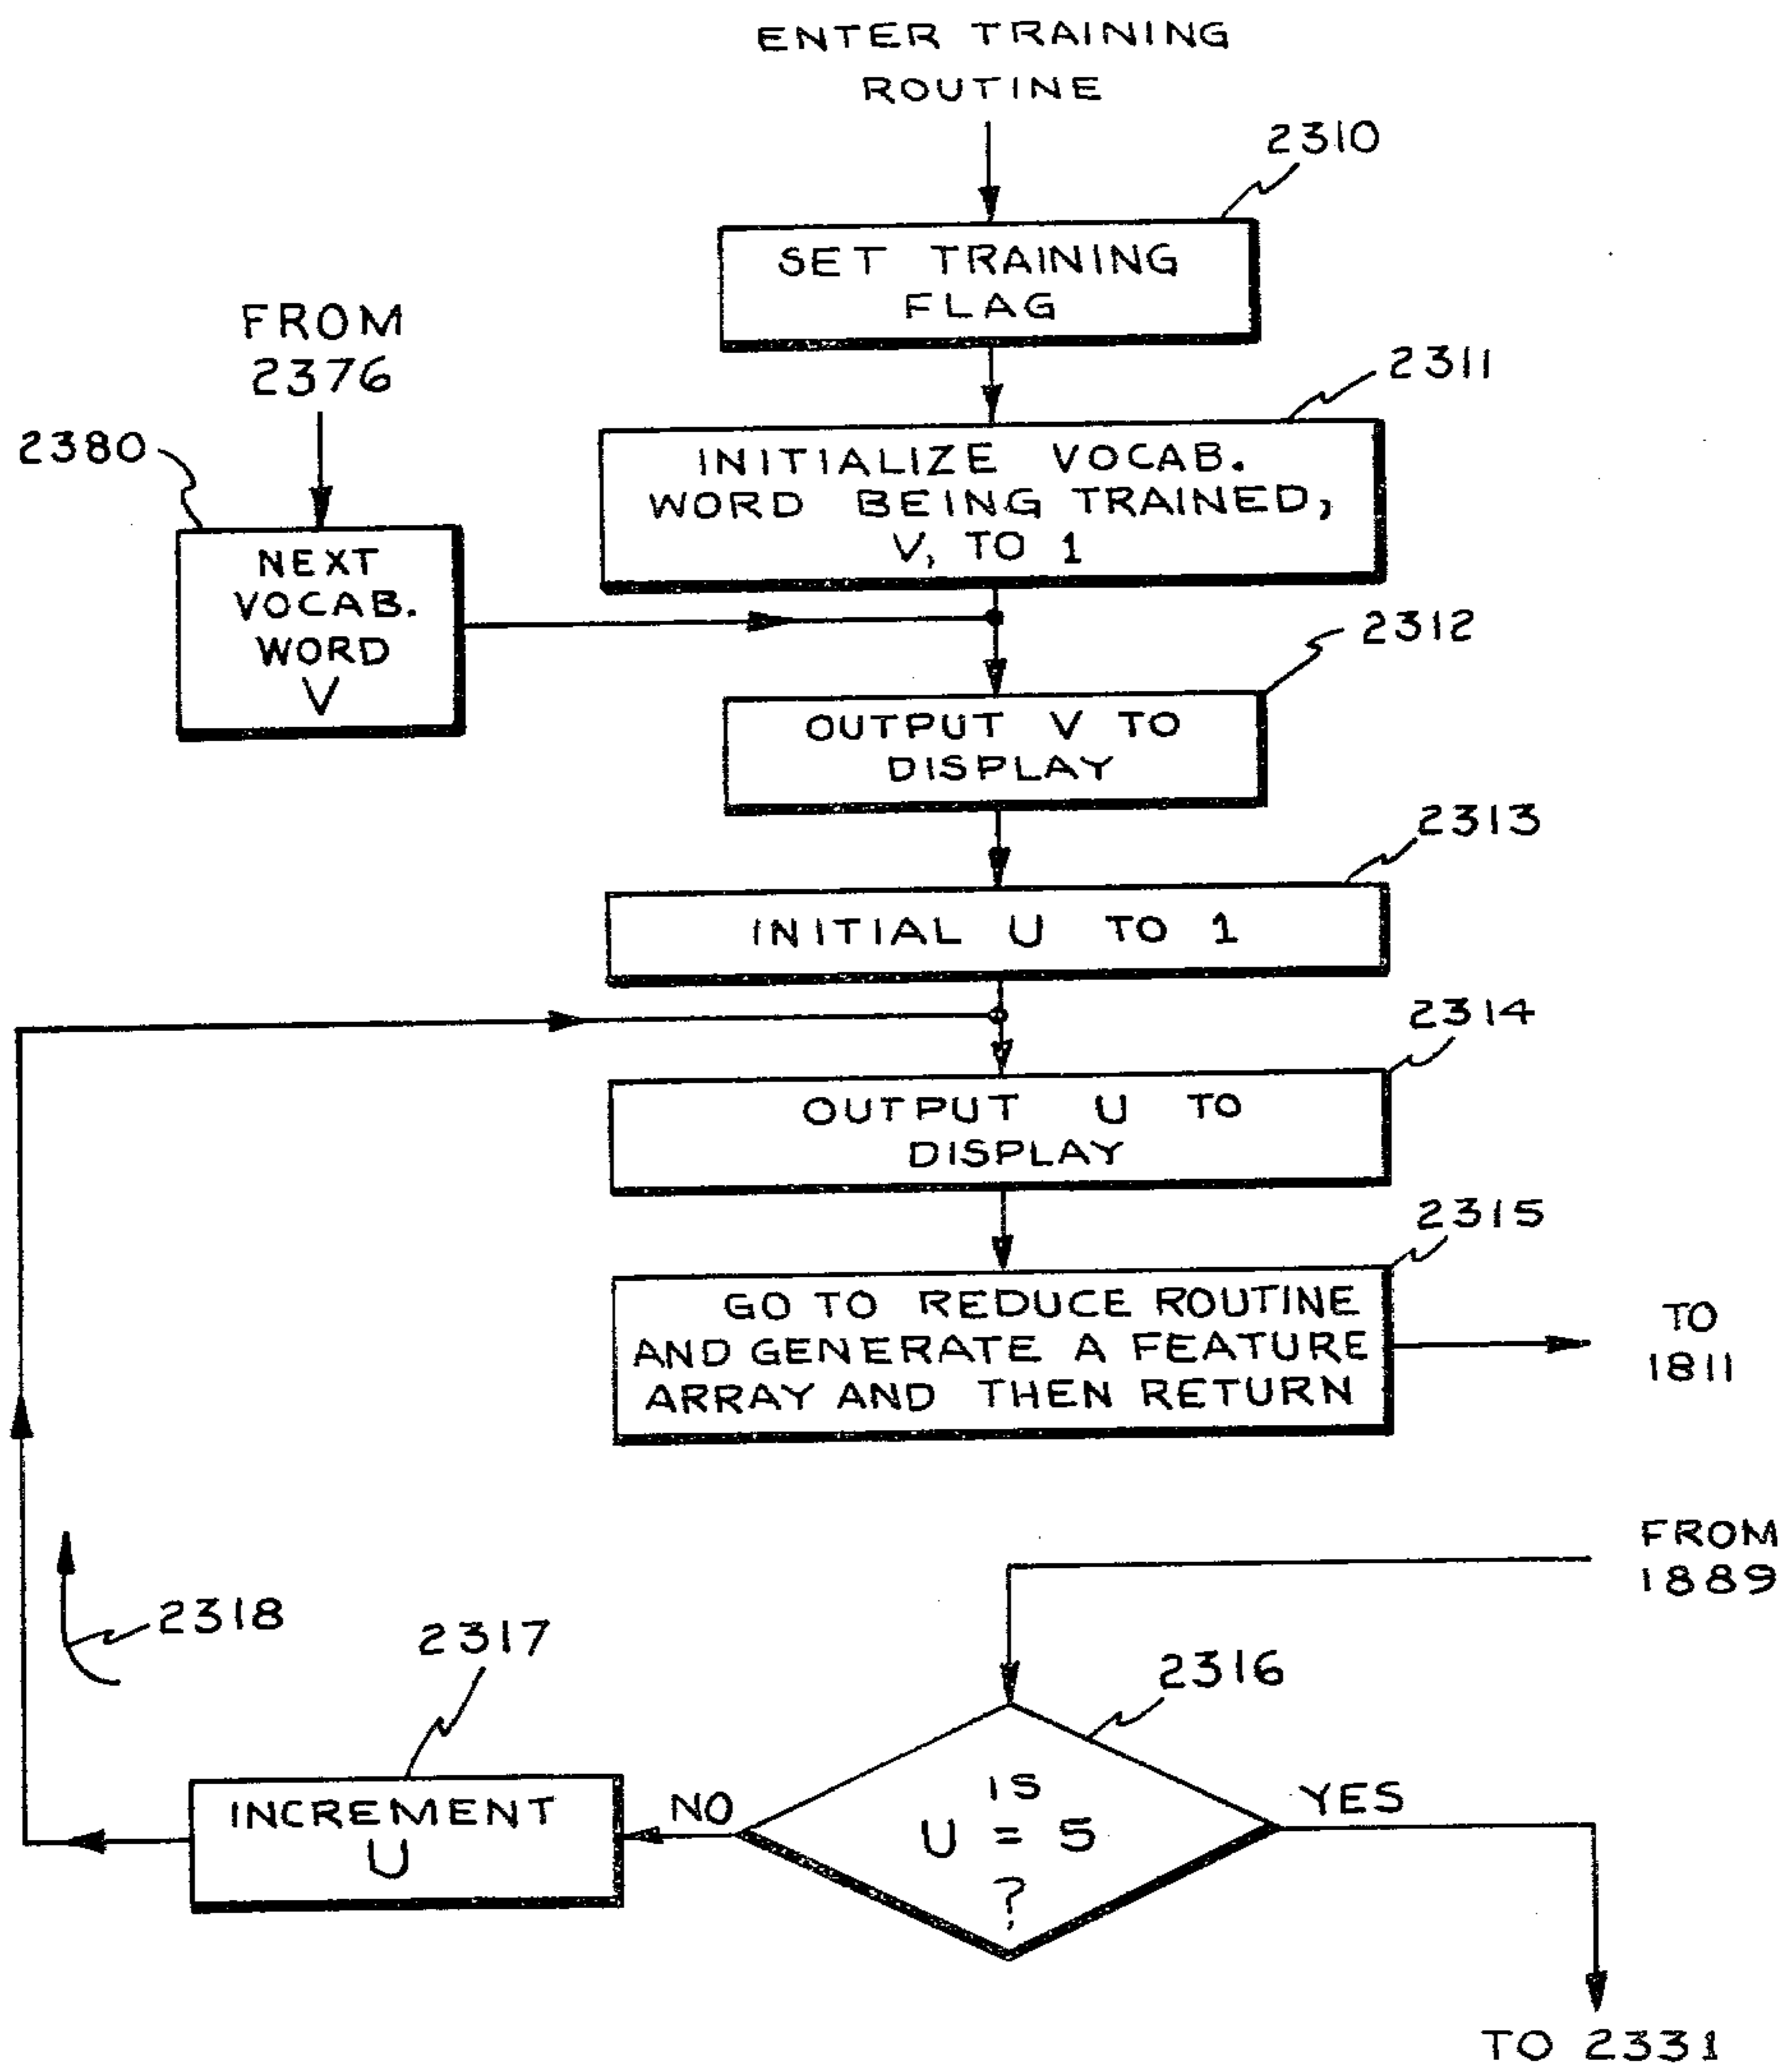 ENTER TRAINING
ROUTINE
2310
SET TRAINING
FLAG
FROM
2376
2311
2380
INITIALIZE VOCAB.
WORD BEING TRAINED,
V, TO 1
NEXT
VOCAB.
WORD
V
2312
OUTPUT V TO
DISPLAY
2313
INITIAL U TO 1
2314
OUTPUT U TO
DISPLAY
2315
GO TO REDUCE ROUTINE
AND GENERATE A FEATURE
ARRAY AND THEN RETURN
TO
1811
FROM
1889
2318
2317
2316
INCREMENT
U
NO
IS
U = 5
?
YES
TO 2331